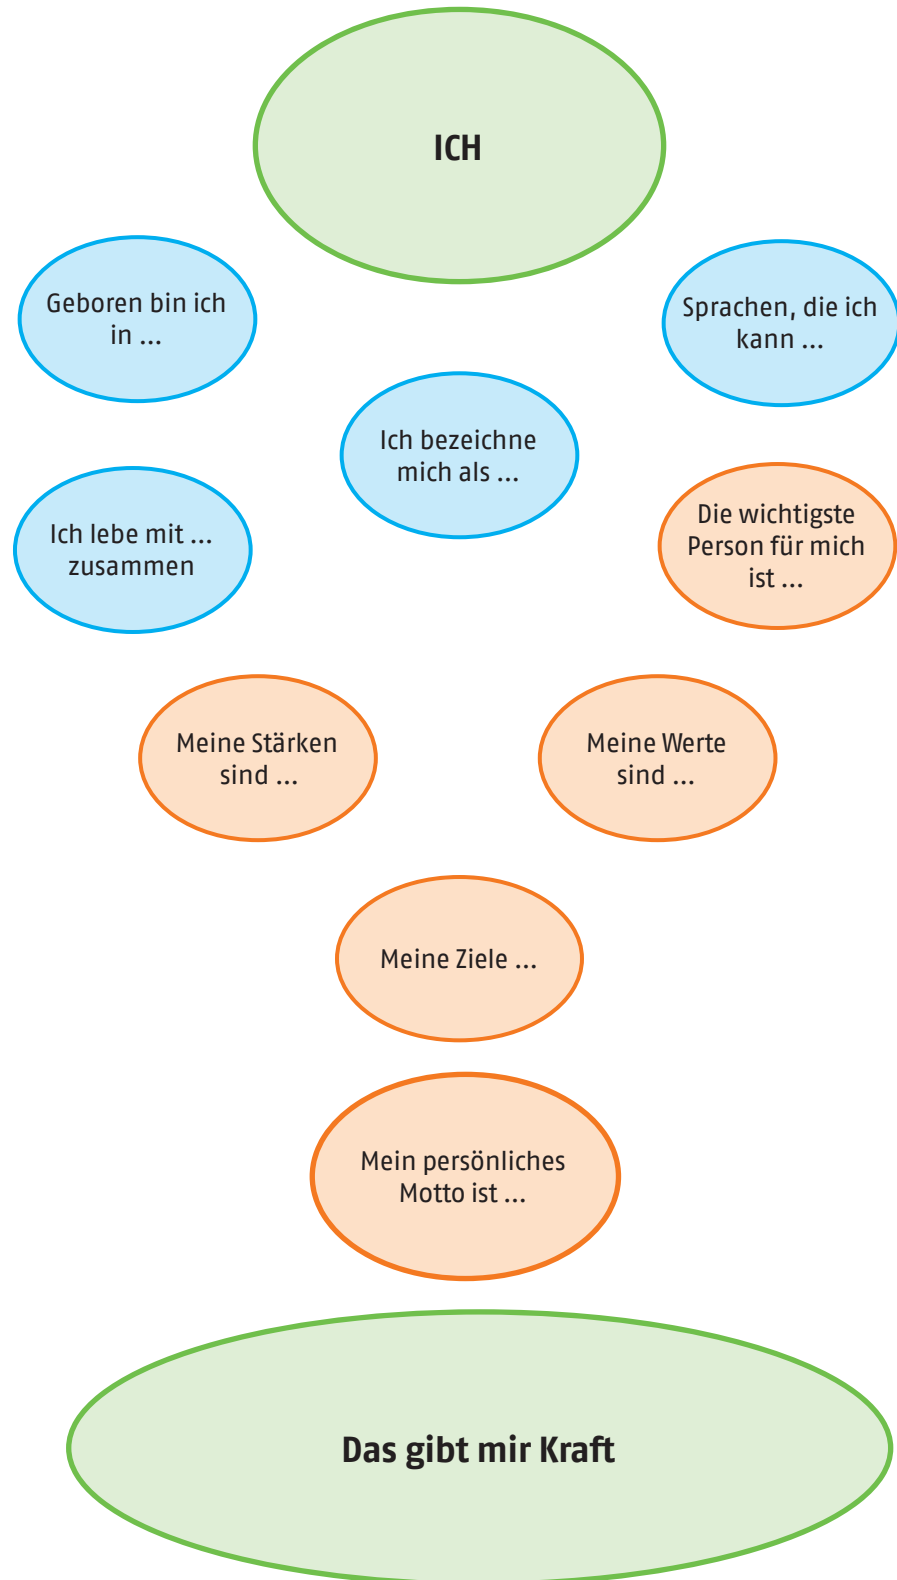 ICH
Geboren bin ich
in ...
Sprachen, die ich
kann ...
Ich bezeichne
mich als ...
Ich lebe mit ...
zusammen
Die wichtigste
Person für mich
ist ...
Meine Stärken
sind ...
Meine Werte
sind ...
Meine Ziele ...
Mein persönliches
Motto ist ...
Das gibt mir Kraft